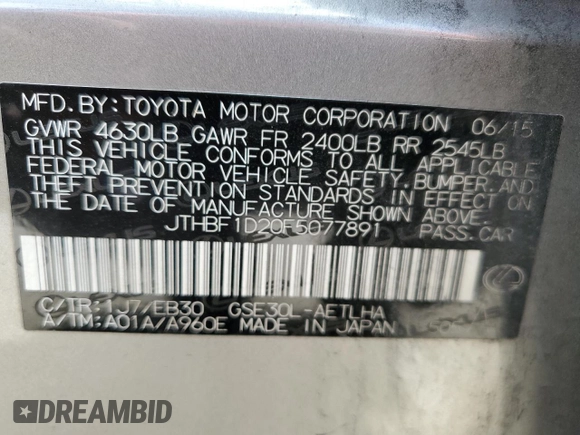 MFD.BY:TOYOTA MOTOR CORPORATION 06/15
GVWR 4630LB GAWR FR 2400LB RR 2545LB
THIS VEHICLE CONFORMS TO ALL APPLICABLE
FEDERAL MOTOR VEHICLE SAFETY,BUMPER,AND
THEFT PREVENTION STANDARDS IN EFFECT ON
THE DATE OF MANUFACTURE SHOWN ABOVE.
JTHBF1D20F5077891 PASS.CAR
C/TR:1J7/EB30 GSE30L-AETLHA
A/TM:A01A/A960E MADE IN JAPAN
DREAMBID